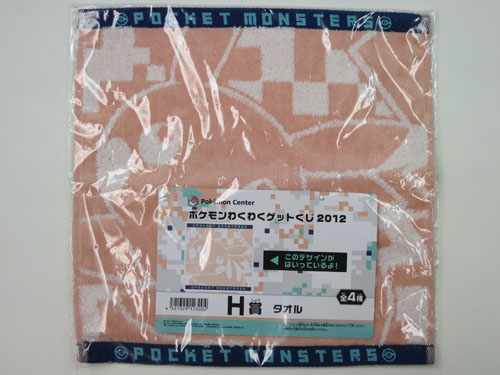 POCKET MONSTERS
Pokémon Center
ポケモンわくわくゲットくじ 2012
このデザインが
はいっているよ!
全4種
H賞 タオル
POCKET MONSTERS